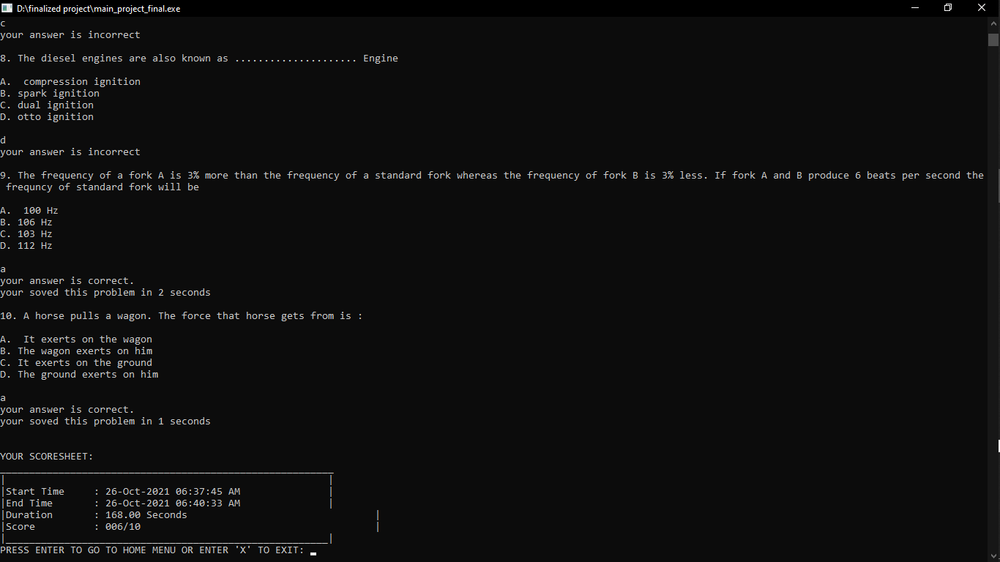 D:\finalized project\main_project_final.exe
c
your answer is incorrect
8. The diesel engines are also known as ..................... Engine
A.  compression ignition
B. spark ignition
C. dual ignition
D. otto ignition
d
your answer is incorrect
9. The frequency of a fork A is 3% more than the frequency of a standard fork whereas the frequency of fork B is 3% less. If fork A and B produce 6 beats per second the
frequncy of standard fork will be
A.  100 Hz
B. 106 Hz
C. 103 Hz
D. 112 Hz
a
your answer is correct.
your soved this problem in 2 seconds
10. A horse pulls a wagon. The force that horse gets from is :
A.  It exerts on the wagon
B. The wagon exerts on him
C. It exerts on the ground
D. The ground exerts on him
a
your answer is correct.
your soved this problem in 1 seconds
YOUR SCORESHEET:
|Start Time     : 26-Oct-2021 06:37:45 AM               |
|End Time       : 26-Oct-2021 06:40:33 AM               |
|Duration       : 168.00 Seconds                                |
|Score          : 006/10                                        |
PRESS ENTER TO GO TO HOME MENU OR ENTER 'X' TO EXIT: